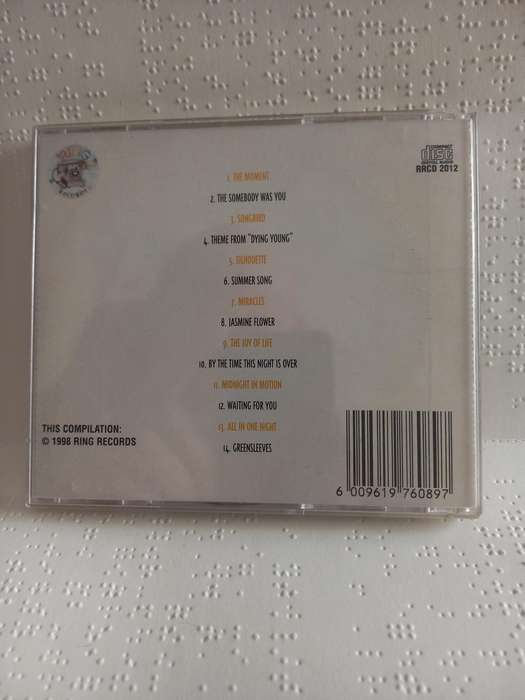 COMPACT
disc
DIGITAL AUDIO
RRCD 2012
1. THE MOMENT
2. THE SOMEBODY WAS YOU
3. SONGBIRD
4. THEME FROM "DYING YOUNG"
5. SILHOUETTE
6. SUMMER SONG
7. MIRACLES
8. JASMINE FLOWER
9. THE JOY OF LIFE
10. BY THE TIME THIS NIGHT IS OVER
11. MIDNIGHT IN MOTION
12. WAITING FOR YOU
13. ALL IN ONE NIGHT
14. GREENSLEEVES
THIS COMPILATION:
© 1998 RING RECORDS
6 009619 760897